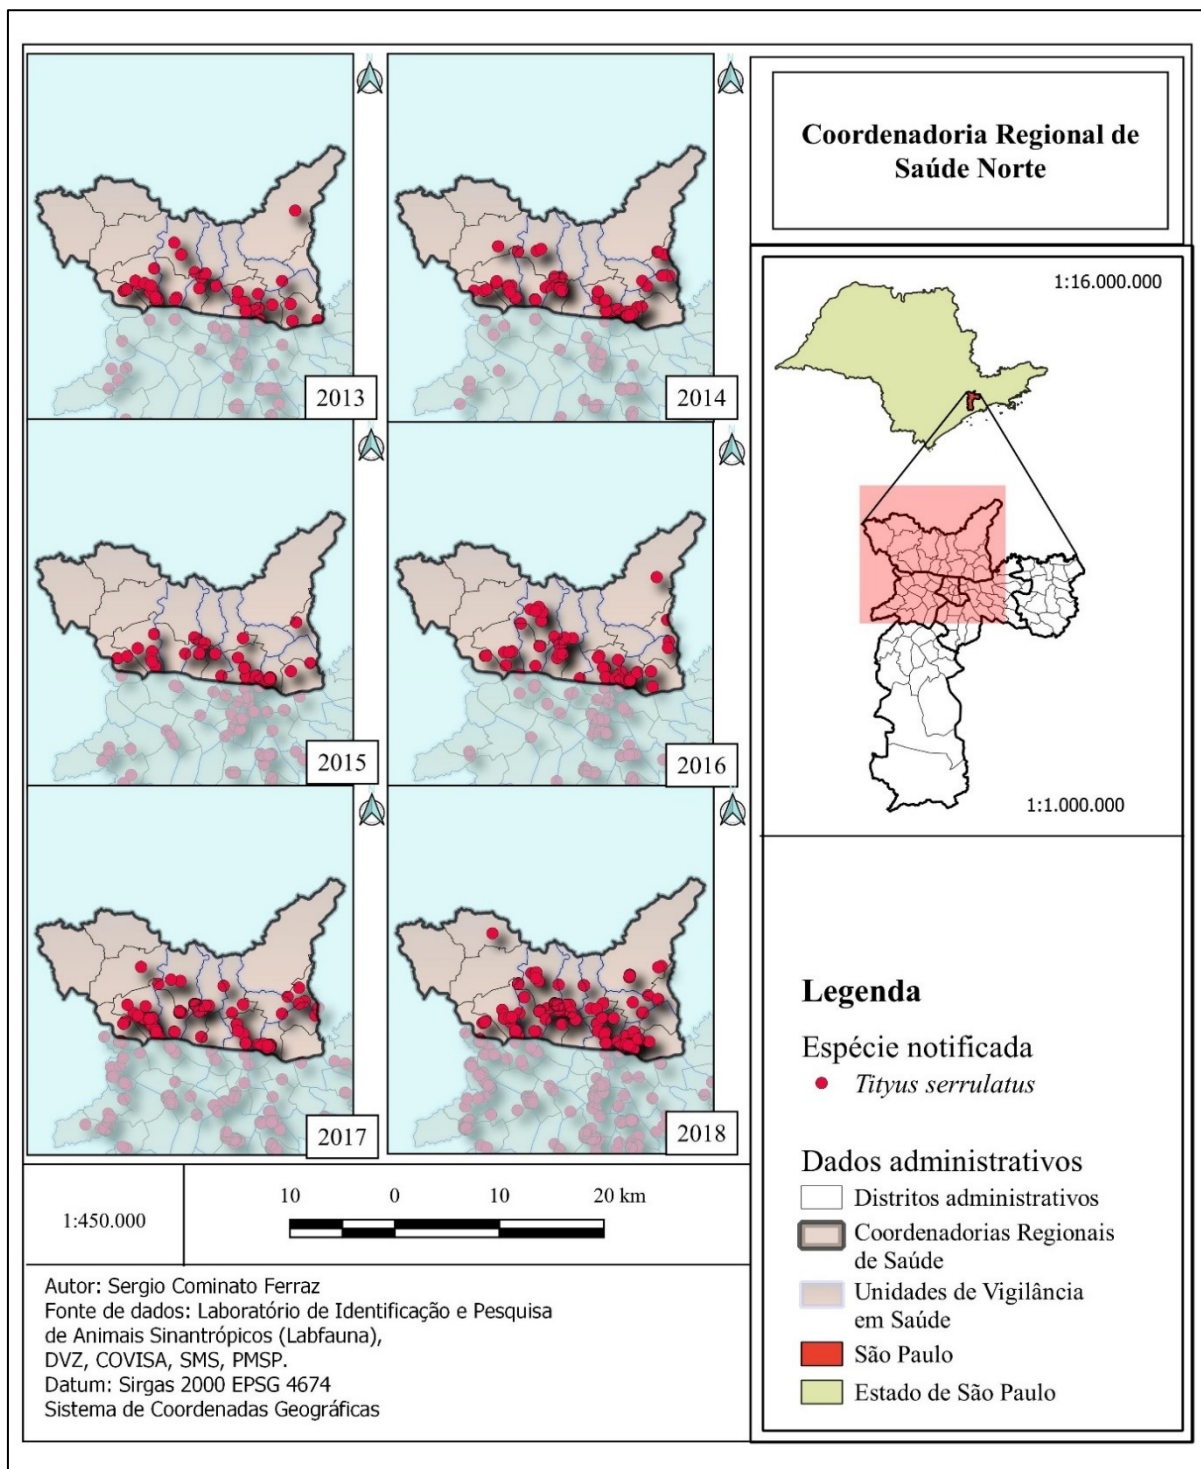 Coordenadoria Regional de
Saúde Norte
N
N
2013
2014
N
N
2015
2016
N
N
2017
2018
1:16.000.000
1:1.000.000
Legenda
Espécie notificada
Tityus serrulatus
Dados administrativos
Distritos administrativos
Coordenadorias Regionais
de Saúde
Unidades de Vigilância
em Saúde
São Paulo
Estado de São Paulo
1:450.000
10 0 10 20 km
Autor: Sergio Cominato Ferraz
Fonte de dados: Laboratório de Identificação e Pesquisa
de Animais Sinantrópicos (Labfauna),
DVZ, COVISA, SMS, PMSP.
Datum: Sirgas 2000 EPSG 4674
Sistema de Coordenadas Geográficas